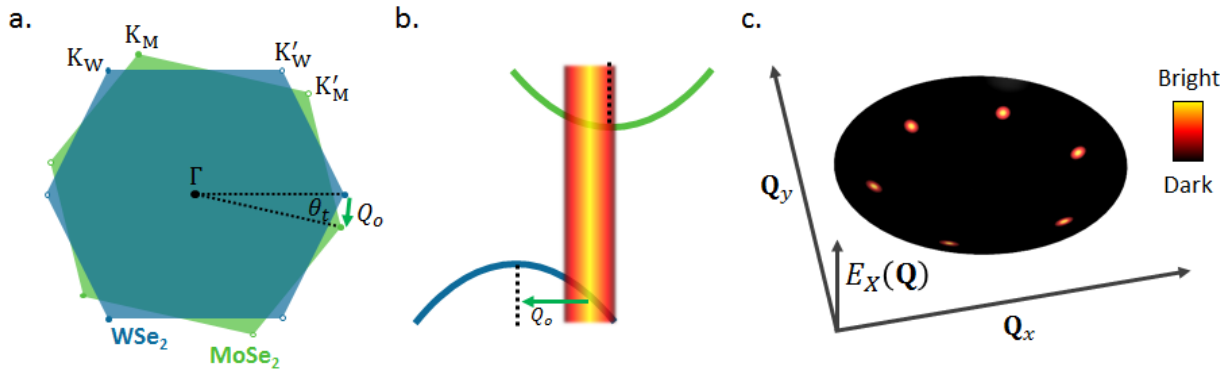 a.
K_M
K_W
K'_W
K'_M
Γ
θ_t
Q_o
WSe₂
MoSe₂
b.
Q_o
c.
Bright
Dark
Q_y
E_X(Q)
Q_x